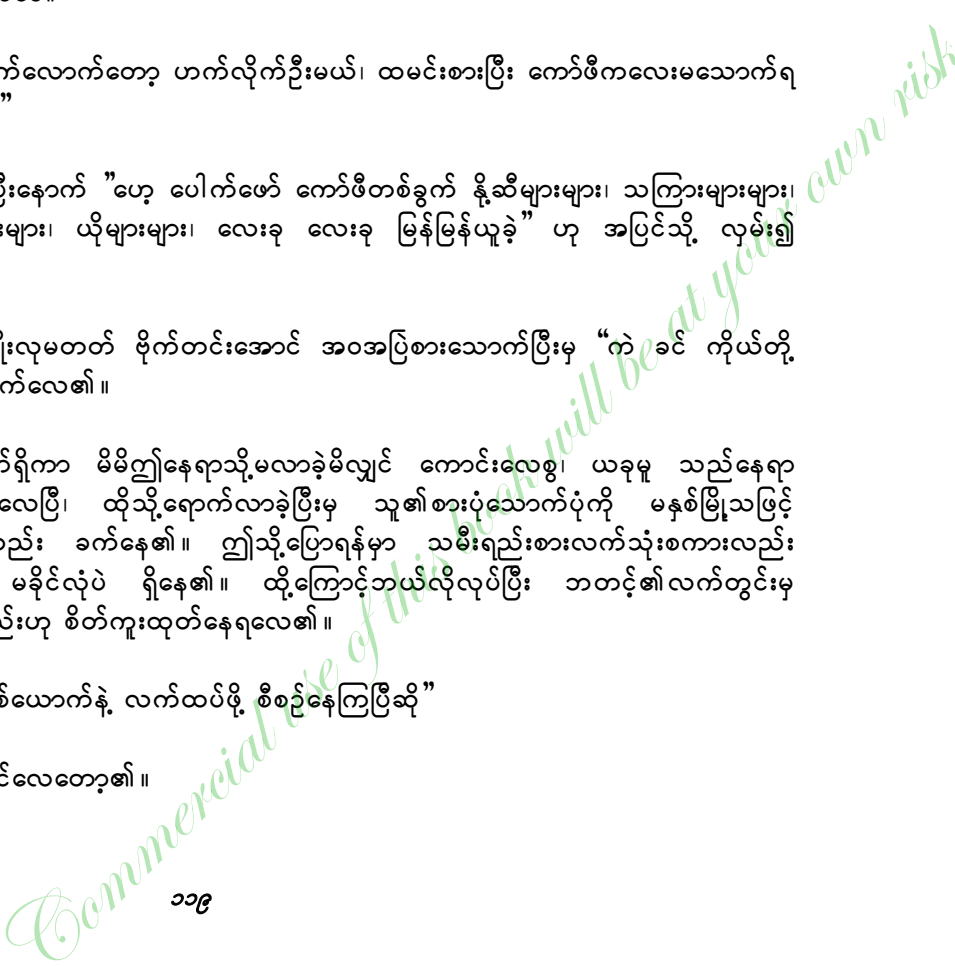 က်လောက်တော့ ဟက်လိုက်ဦးမယ်၊ ထမင်းစားပြီး ကော်ဖီကလေးမသောက်ရ
”
ပြီးနောက် ”ဟေ့ ပေါက်ဖော် ကော်ဖီတစ်ခွက် နို့ဆီများများ၊ သကြားများများ၊
းများ၊ ယိုများများ၊ လေးခု လေးခု မြန်မြန်ယူခဲ့” ဟု အပြင်သို့ လှမ်း၍
ျိုးလုမတတ် ဗိုက်တင်းအောင် အဝအပြဲစားသောက်ပြီးမှ “ကဲ ခင် ကိုယ်တို့
က်လေ၏။
ာ်ရှိကာ မိမိဤနေရာသို့မလာခဲ့မိလျှင် ကောင်းလေစွ၊ ယခုမူ သည်နေရာ
လေပြီ၊ ထိုသို့ရောက်လာခဲ့ပြီးမှ သူ၏စားပုံသောက်ပုံကို မနှစ်မြို့သဖြင့်
ည်း ခက်နေ၏။ ဤသို့ပြောရန်မှာ သမီးရည်းစားလက်သုံးစကားလည်း
မခိုင်လုံပဲ ရှိနေ၏။ ထို့ကြောင့်ဘယ်လိုလုပ်ပြီး ဘတင့်၏လက်တွင်းမှ
ည်းဟု စိတ်ကူးထုတ်နေရလေ၏။
စ်ယောက်နဲ့ လက်ထပ်ဖို့ စီစဉ်နေကြပြီဆို”
င်လေတော့၏။
Commercial use of this book will be at your own risk
၁၁၉